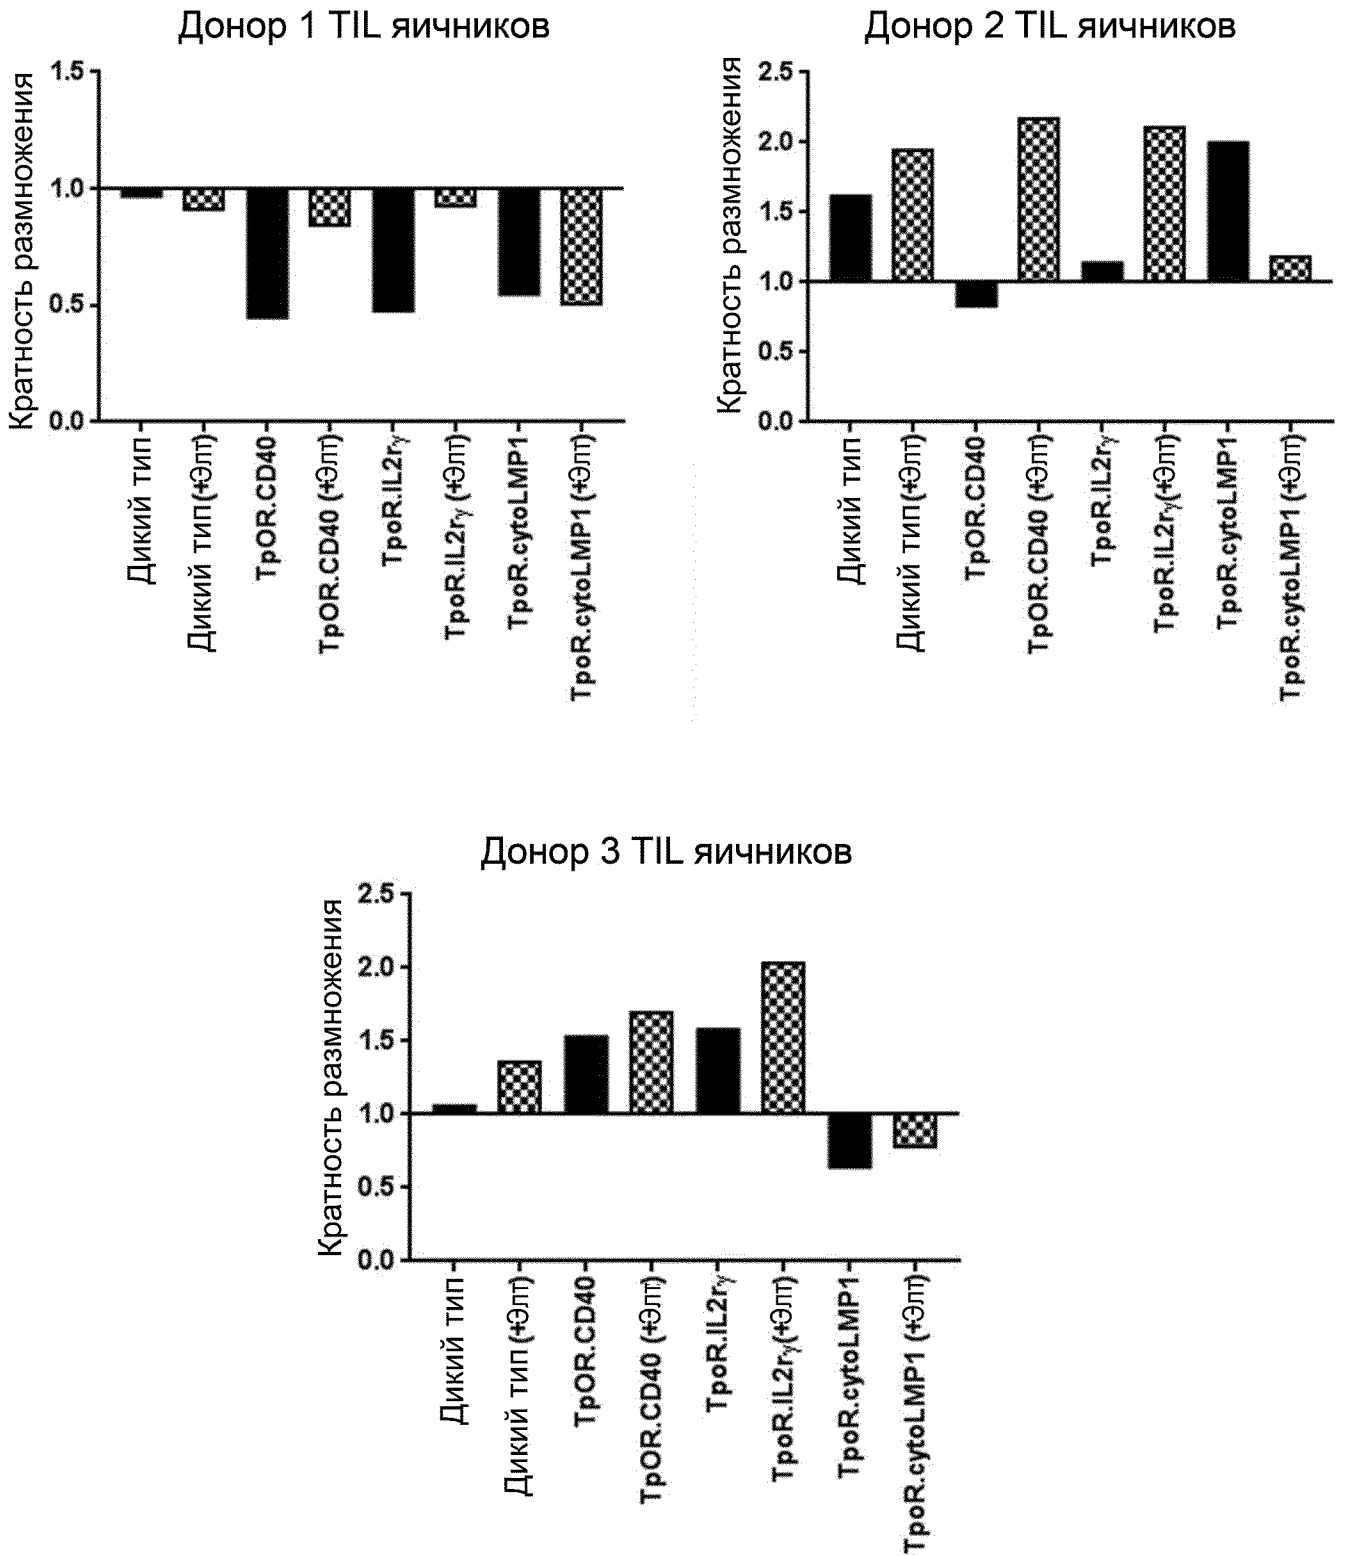 Донор 1 TIL яичников
Кратность размножения
1.5
1.0
0.5
0.0
Дикий тип
Дикий тип (+Элт)
TpOR.CD40
TpOR.CD40 (+Элт)
TpoR.IL2rγ
TpoR.IL2rγ (+Элт)
TpoR.cytoLMP1
TpoR.cytoLMP1 (+Элт)
Донор 2 TIL яичников
Кратность размножения
2.5
2.0
1.5
1.0
0.5
0.0
Дикий тип
Дикий тип (+Элт)
TpOR.CD40
TpOR.CD40 (+Элт)
TpoR.IL2rγ
TpoR.IL2rγ(+Элт)
TpoR.cytoLMP1
TpoR.cytoLMP1 (+Элт)
Донор 3 TIL яичников
Кратность размножения
2.5
2.0
1.5
1.0
0.5
0.0
Дикий тип
Дикий тип (+Элт)
TpOR.CD40
TpOR.CD40 (+Элт)
TpoR.IL2rγ
TpoR.IL2rγ(+Элт)
TpoR.cytoLMP1
TpoR.cytoLMP1 (+Элт)